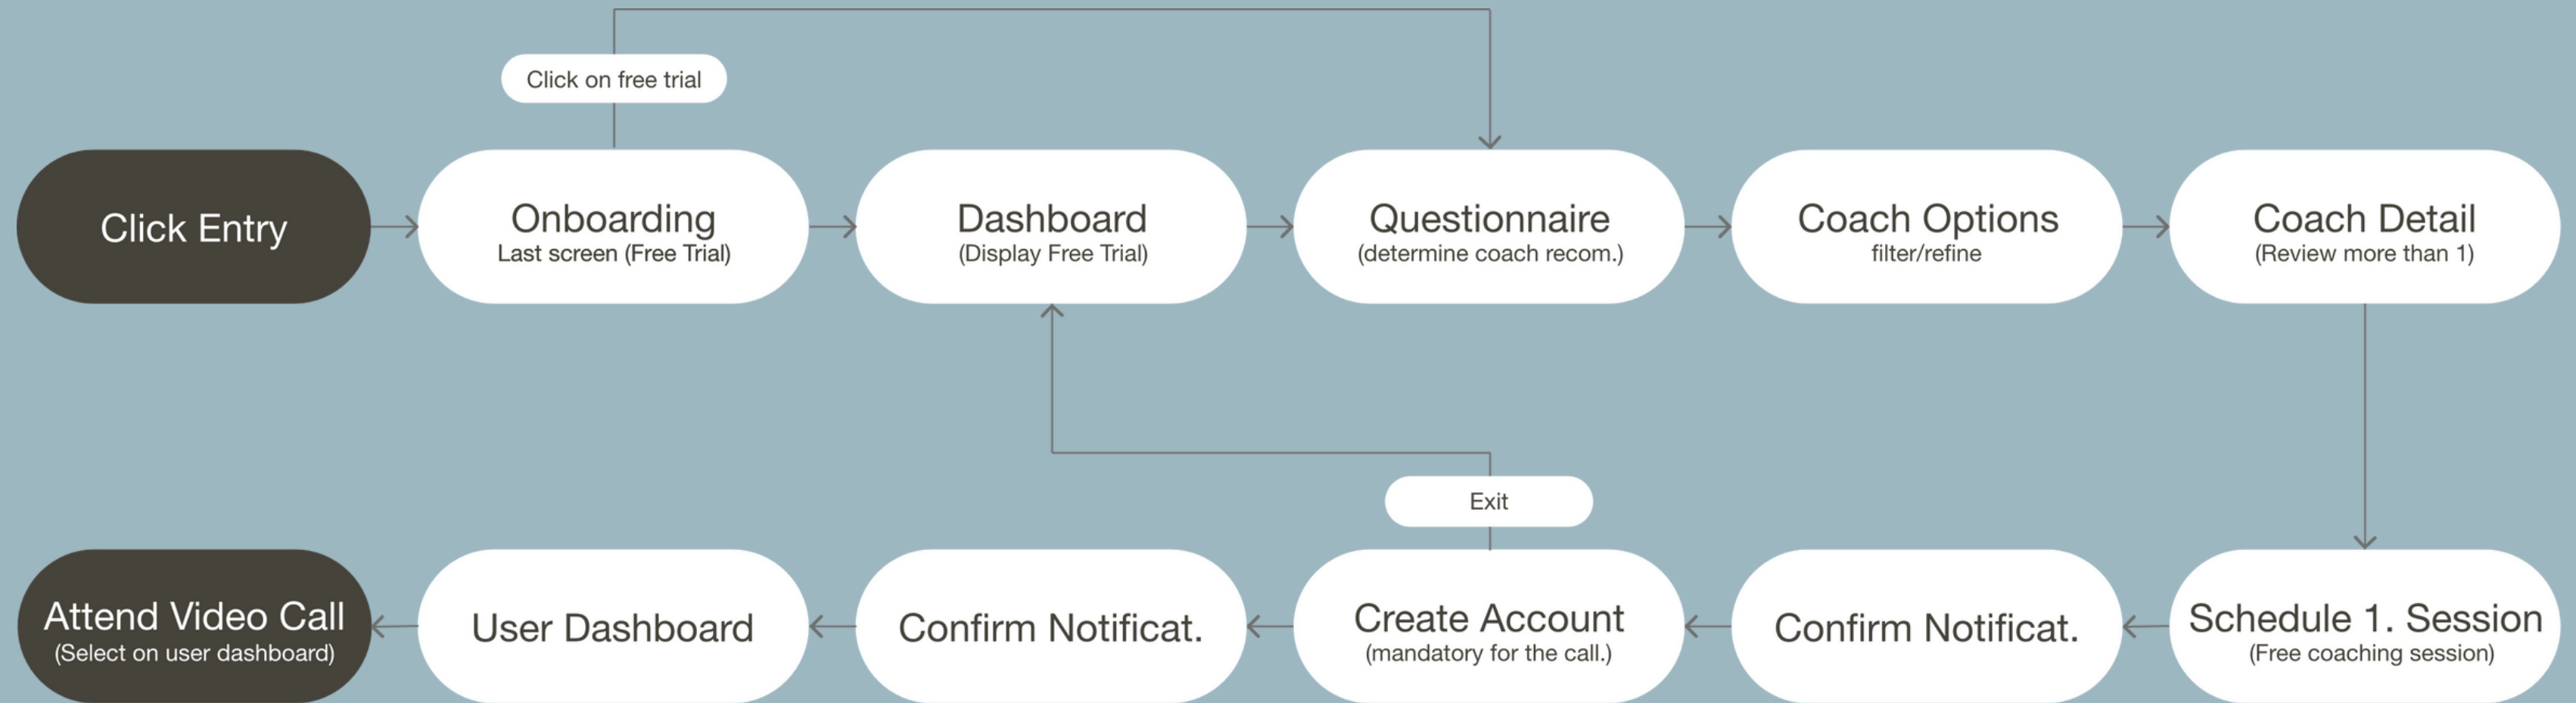 Click on free trial
Click Entry
Onboarding
Last screen (Free Trial)
Dashboard
(Display Free Trial)
Questionnaire
(determine coach recom.)
Coach Options
filter/refine
Coach Detail
(Review more than 1)
Exit
Attend Video Call
(Select on user dashboard)
User Dashboard
Confirm Notificat.
Create Account
(mandatory for the call.)
Confirm Notificat.
Schedule 1. Session
(Free coaching session)